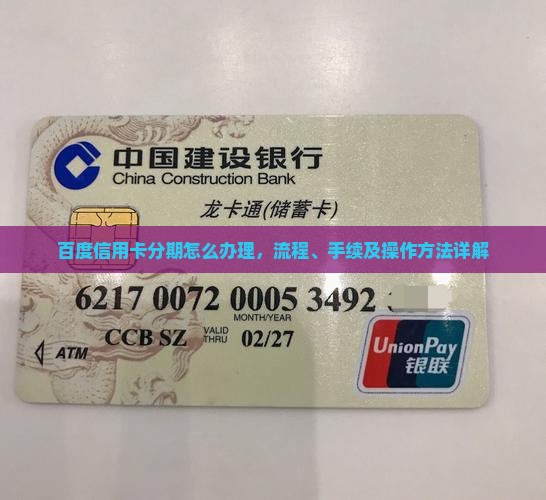 中国建设银行
China Construction Bank
龙卡通(储蓄卡)
百度信用卡分期怎么办理，流程、手续及操作方法详解
6217 0072 0005 3492
MONTH/YEAR
CCB SZ VALID THRU 02/27
ATM
UnionPay
银联